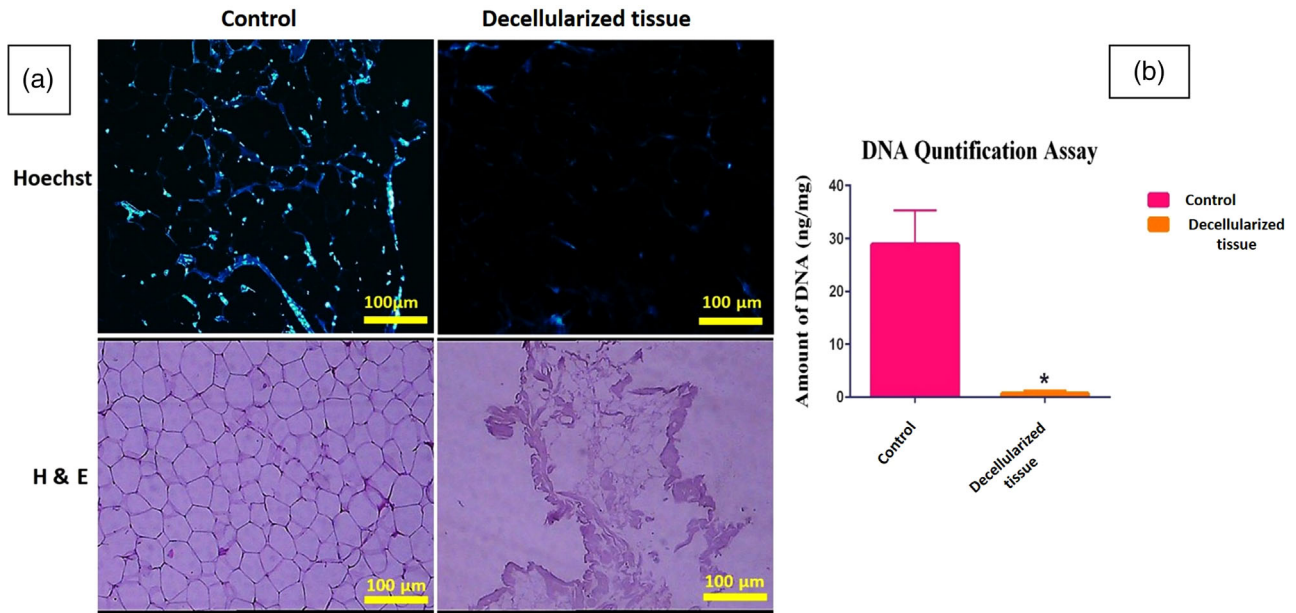 Control
Decellularized tissue
(a)
Hoechst
100µm
100 µm
H & E
100 µm
100 µm
(b)
DNA Quntification Assay
Amount of DNA (ng/mg)
40
30
20
10
0
*
Control
Decellularized
tissue
Control
Decellularized
tissue